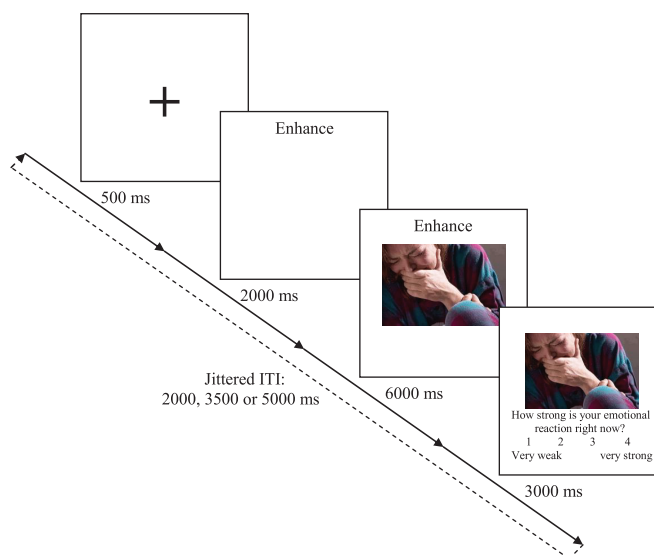 Enhance
500 ms
Enhance
2000 ms
Jittered ITI:
2000, 3500 or 5000 ms
6000 ms
How strong is your emotional
reaction right now?
1 2 3 4
Very weak very strong
3000 ms